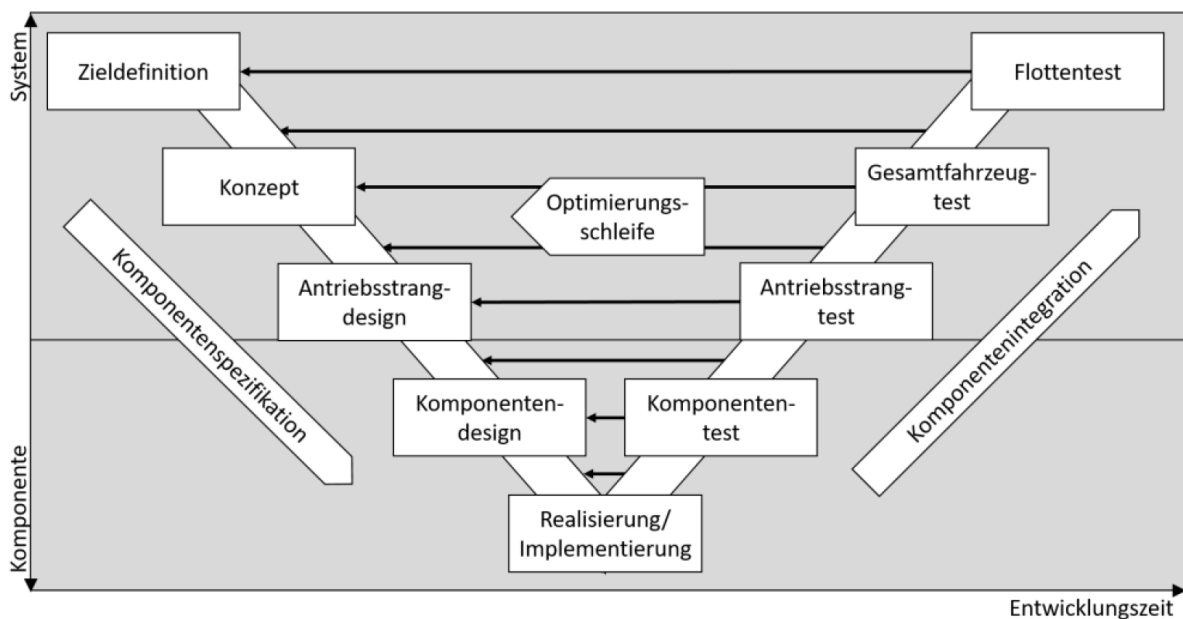 System
Zieldefinition
Flottentest
Konzept
Optimierungs-
schleife
Gesamtfahrzeug-
test
Komponentenspezifikation
Antriebsstrang-
design
Antriebsstrang-
test
Komponentenintegration
Komponente
Komponenten-
design
Komponenten-
test
Realisierung/
Implementierung
Entwicklungszeit